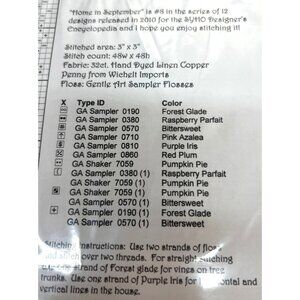 "Home in September" is #8 in the series of 12
designs released in 2010 for the SYHO Designer's
Encyclopedia and I hope you enjoy stitching it!
Stitched area: 3" x 3"
Stitch count: 48w x 48h
Fabric: 32ct. Hand Dyed Linen Copper
Penny from Wichelt Imports
Floss: Gentle Art Sampler Flosses
X Type ID Color
GA Sampler 0190 Forest Glade
GA Sampler 0380 Raspberry Parfait
GA Sampler 0570 Bittersweet
GA Sampler 0710 Pink Azalea
GA Sampler 0810 Purple Iris
GA Sampler 0860 Red Plum
GA Shaker 7059 Pumpkin Pie
GA Sampler 0380 (1) Raspberry Parfait
GA Shaker 7059 (1) Pumpkin Pie
GA Shaker 7059 (1) Pumpkin Pie
GA Sampler 0570 (1) Bittersweet
GA Sampler 0190 (1) Forest Glade
GA Sampler 0570 (1) Bittersweet
Stitching Instructions: Use two strands of floss
and stitch over two threads. For straight stitching
use one strand of Forest glade for vines on tree
trunks. Use one strand of Purple Iris for horizontal and
vertical lines in the house.